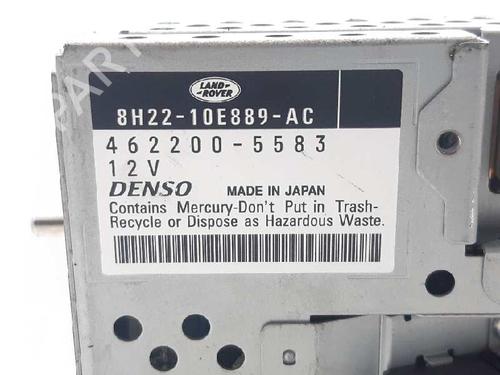 LAND
ROVER
8H22-10E889-AC
462200-5583
12V
DENSO MADE IN JAPAN
Contains Mercury-Don't Put in Trash-
Recycle or Dispose as Hazardous Waste.